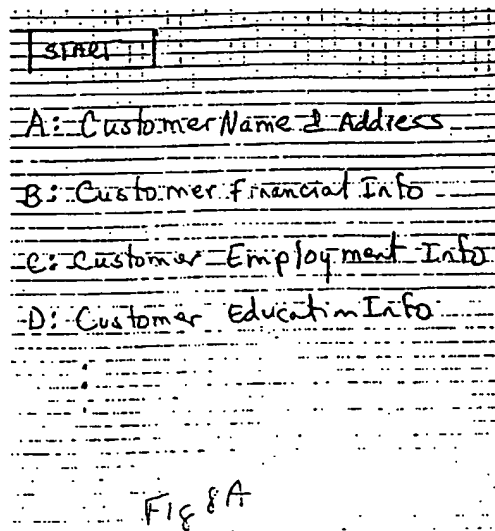 START
A: Customer Name & Address
B: Customer Financial Info
C: Customer Employment Info
D: Customer Education Info
Fig 8A